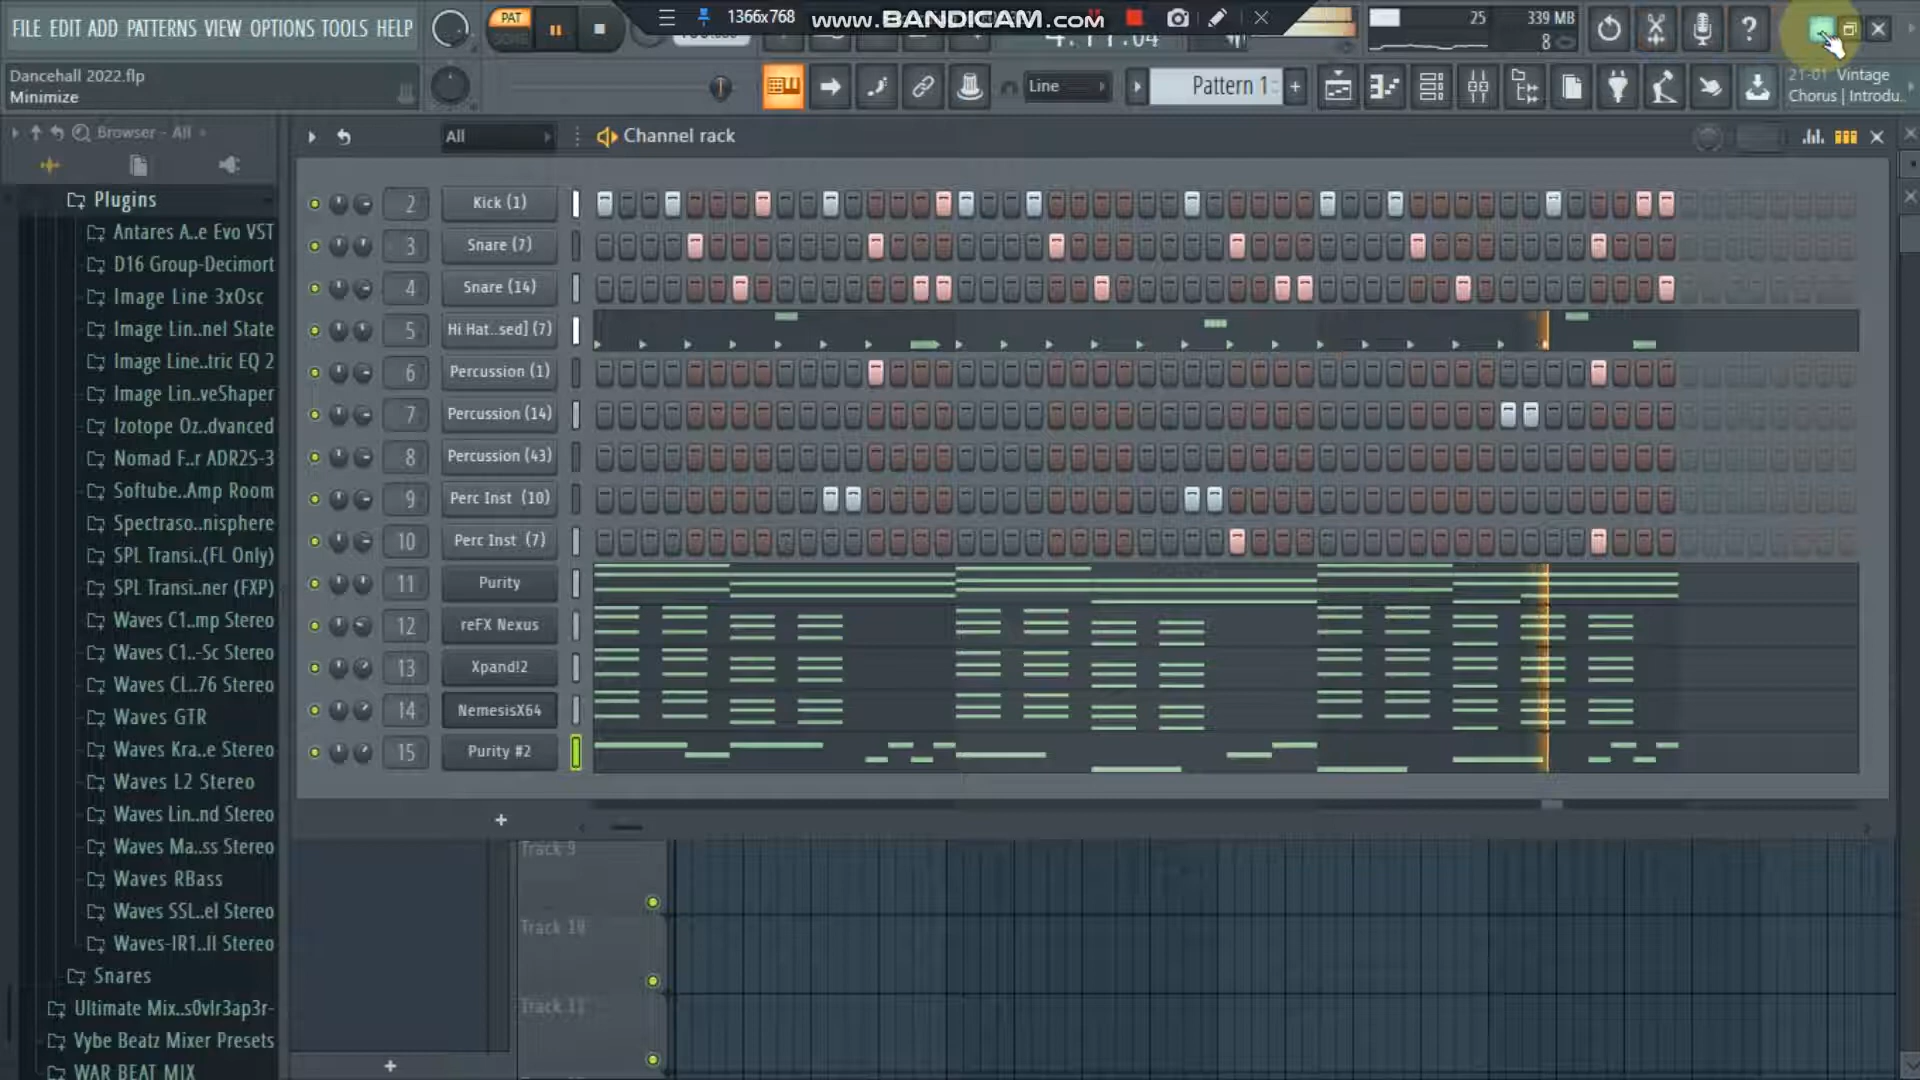 FILE EDIT ADD PATTERNS VIEW OPTIONS TOOLS HELP
PAT
SONG
1366x768
www.BANDICAM.com
25
339 MB
8
Dancehall 2022.flp
Minimize
Line
Pattern 1
21-01 Vintage
Chorus | Introdu..
Browser - All
All
Channel rack
Plugins
Antares A..e Evo VST
D16 Group-Decimort
Image Line 3xOsc
Image Lin..nel State
Image Line..tric EQ 2
Image Lin..veShaper
Izotope Oz..dvanced
Nomad F..r ADR2S-3
Softube..Amp Room
Spectraso..nisphere
SPL Transi..(FL Only)
SPL Transi..ner (FXP)
Waves C1..mp Stereo
Waves C1..-Sc Stereo
Waves CL..76 Stereo
Waves GTR
Waves Kra..e Stereo
Waves L2 Stereo
Waves Lin..nd Stereo
Waves Ma..ss Stereo
Waves RBass
Waves SSL..el Stereo
Waves-IR1..ll Stereo
Snares
Ultimate Mix..s0vlr3ap3r-
Vybe Beatz Mixer Presets
WAR BEAT MIX
2 Kick (1)
3 Snare (7)
4 Snare (14)
5 Hi Hat..sed] (7)
6 Percussion (1)
7 Percussion (14)
8 Percussion (43)
9 Perc Inst (10)
10 Perc Inst (7)
11 Purity
12 reFX Nexus
13 Xpand!2
14 NemesisX64
15 Purity #2
Track 9
Track 10
Track 11